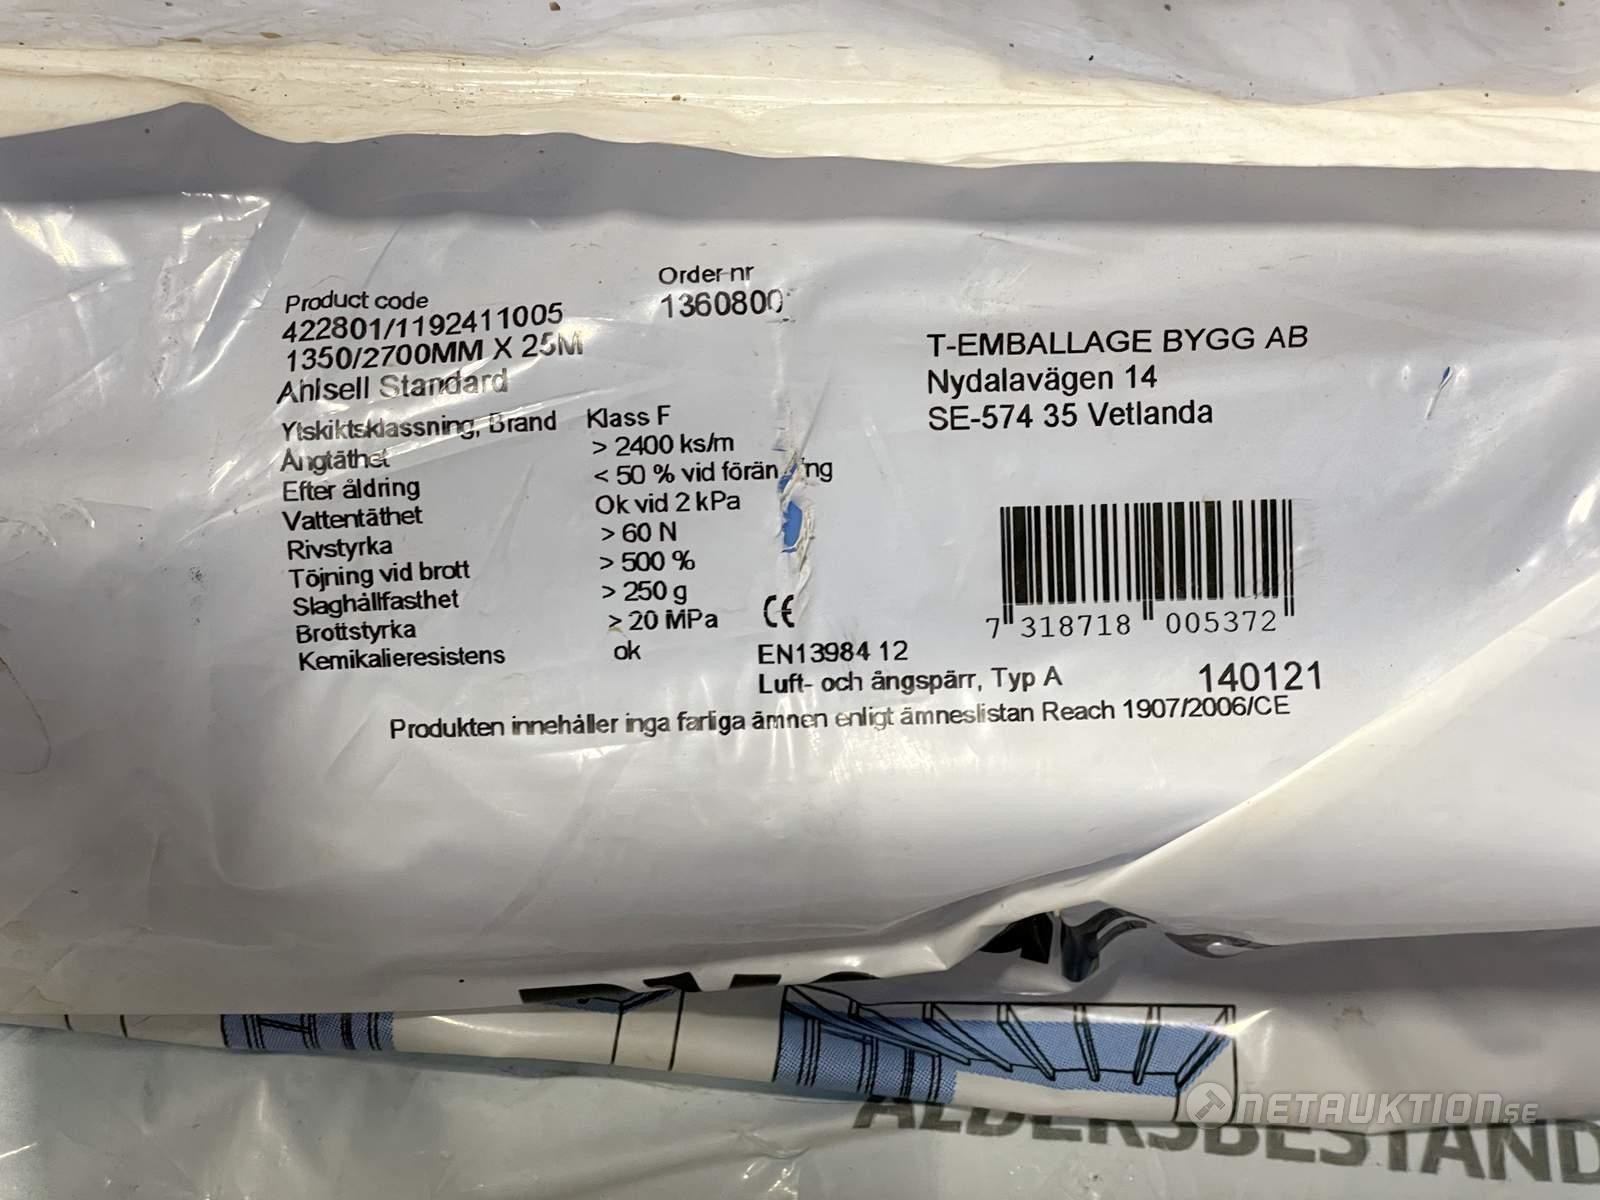 Product code
422801/1192411005
1350/2700MM X 25M
Ahlsell Standard
Order nr
1360800
Ytskiktsklassning, Brand Klass F
Ångtäthet > 2400 ks/m
Efter åldring < 50 % vid
Vattentäthet Ok vid 2 kPa
Rivstyrka > 60 N
Töjning vid brott > 500 %
Slaghållfasthet > 250 g
Brottstyrka > 20 MPa
Kemikalieresistens ok
T-EMBALLAGE BYGG AB
Nydalavägen 14
SE-574 35 Vetlanda
7 318718 005372
CE
EN13984 12
Luft- och ångspärr, Typ A
140121
Produkten innehåller inga farliga ämnen enligt ämneslistan Reach 1907/2006/CE
ÅLDERSBESTÄND
NETAUKTION.SE